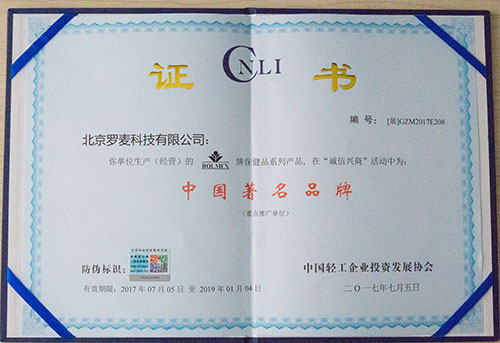 证 CNLI 书
编 号: [展]GZM2017E208
北京罗麦科技有限公司:
你单位生产(经营)的 ROLMEX 牌保健品系列产品,在“诚信兴商”活动中为:
中国著名品牌
(重点推广单位)
防伪标识:
中国轻工企业投资发展协会
有效期限: 2017 年 07 月 05 日 至 2019 年 01 月 04 日
二〇一七年七月五日